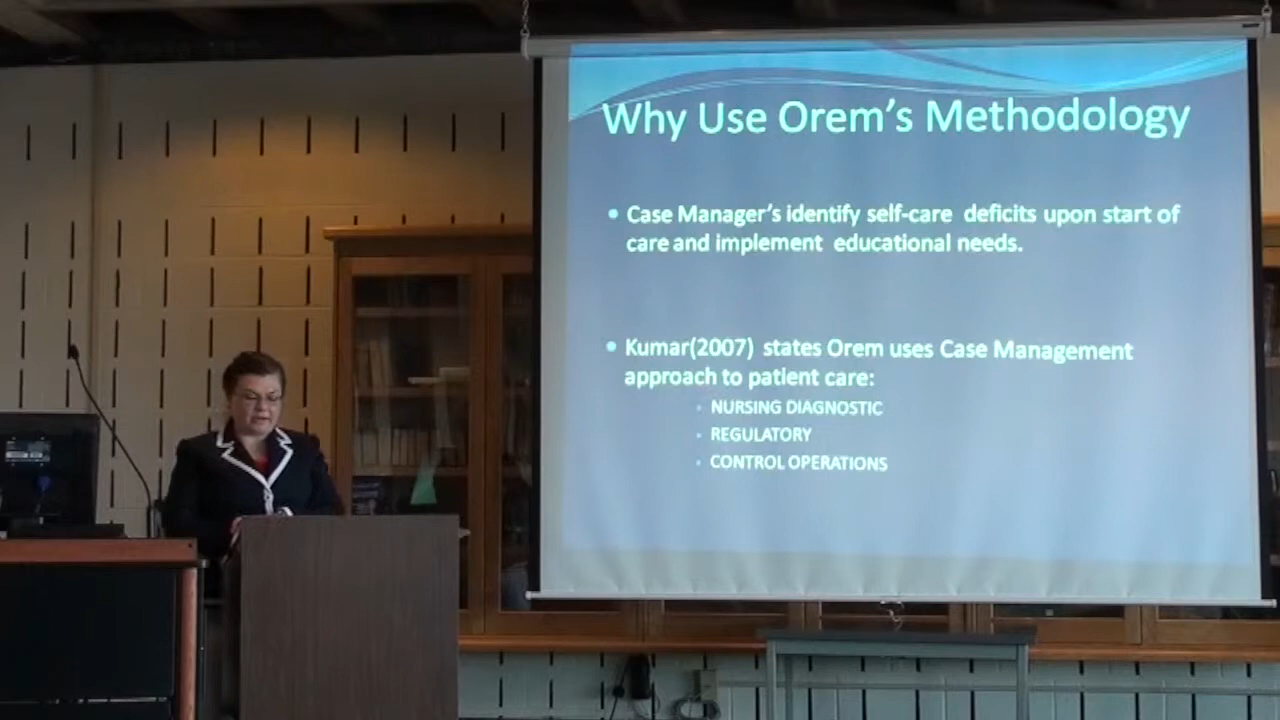 Why Use Orem's Methodology
• Case Manager's identify self-care deficits upon start of
care and implement educational needs.
• Kumar(2007) states Orem uses Case Management
approach to patient care:
• NURSING DIAGNOSTIC
• REGULATORY
• CONTROL OPERATIONS